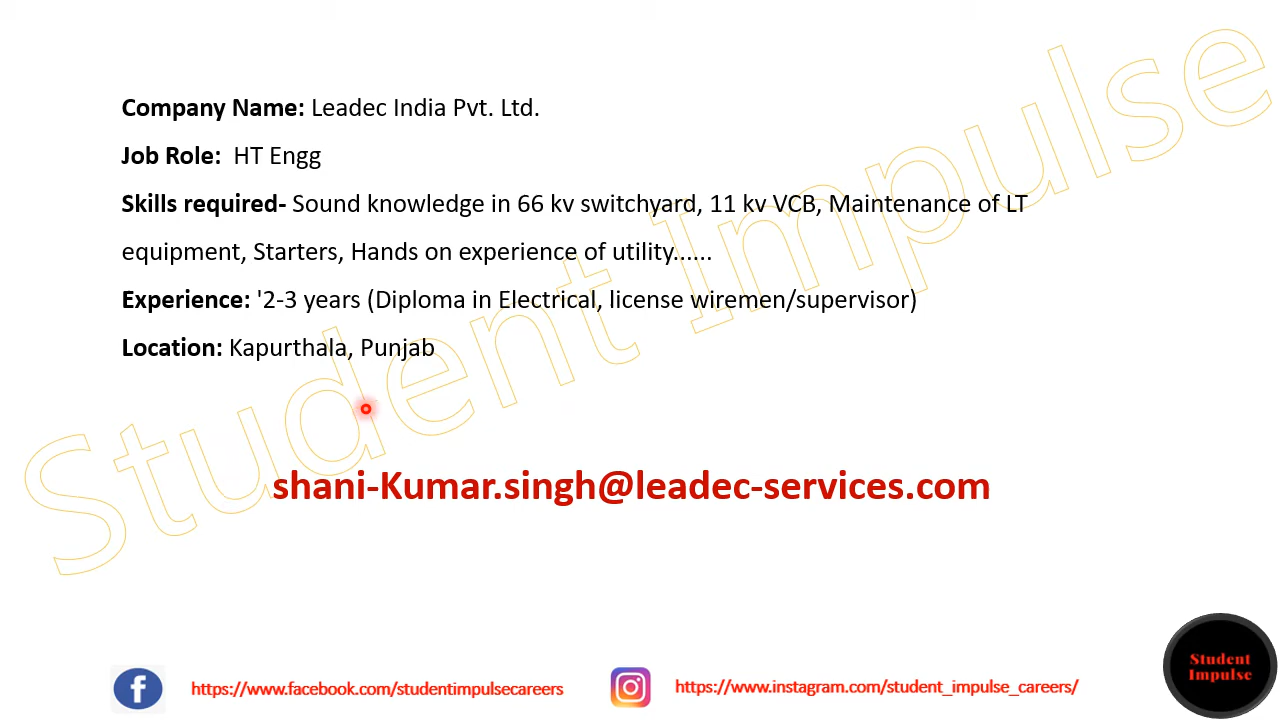 Company Name: Leadec India Pvt. Ltd.
Job Role: HT Engg
Skills required- Sound knowledge in 66 kv switchyard, 11 kv VCB, Maintenance of LT
equipment, Starters, Hands on experience of utility......
Experience: '2-3 years (Diploma in Electrical, license wiremen/supervisor)
Location: Kapurthala, Punjab
Student Impulse
shani-Kumar.singh@leadec-services.com
https://www.facebook.com/studentimpulsecareers
https://www.instagram.com/student_impulse_careers/
Student
Impulse